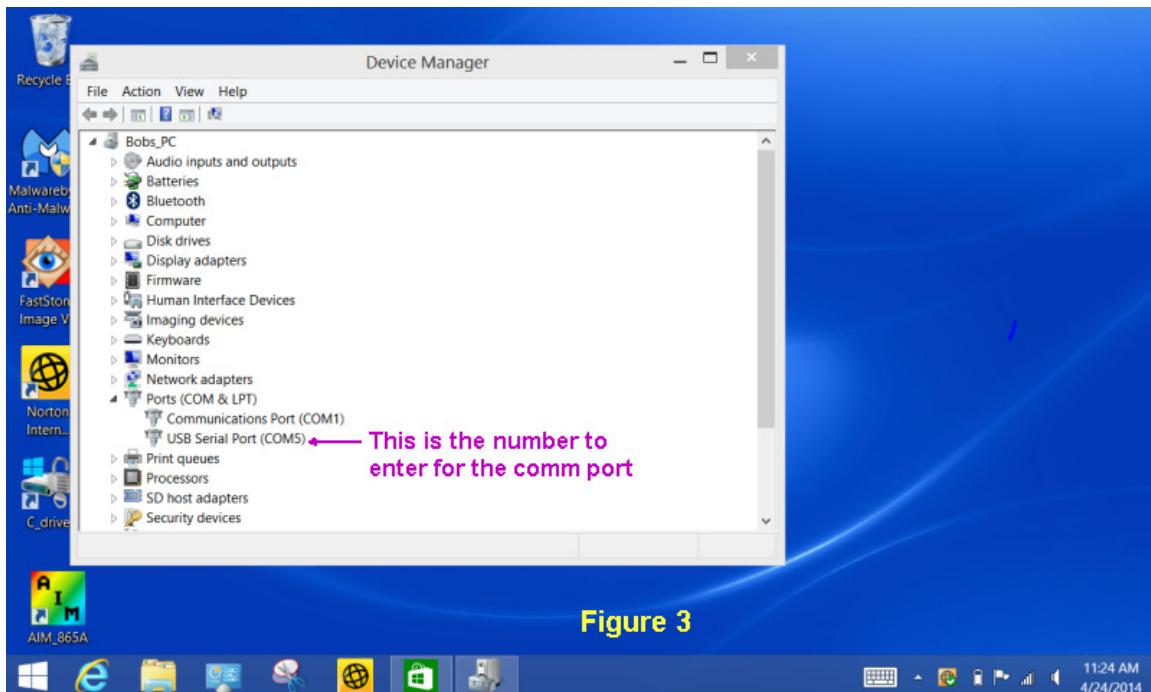 Recycle B
Device Manager
File Action View Help
Bobs_PC
Audio inputs and outputs
Batteries
Bluetooth
Computer
Disk drives
Display adapters
Firmware
Human Interface Devices
Imaging devices
Keyboards
Monitors
Network adapters
Ports (COM & LPT)
Communications Port (COM1)
USB Serial Port (COM5)
This is the number to
enter for the comm port
Print queues
Processors
SD host adapters
Security devices
Malwareb
Anti-Malw
FastSton
Image V
Norton
Intern...
C_drive
A
I
M
AIM_865A
Figure 3
11:24 AM
4/24/2014